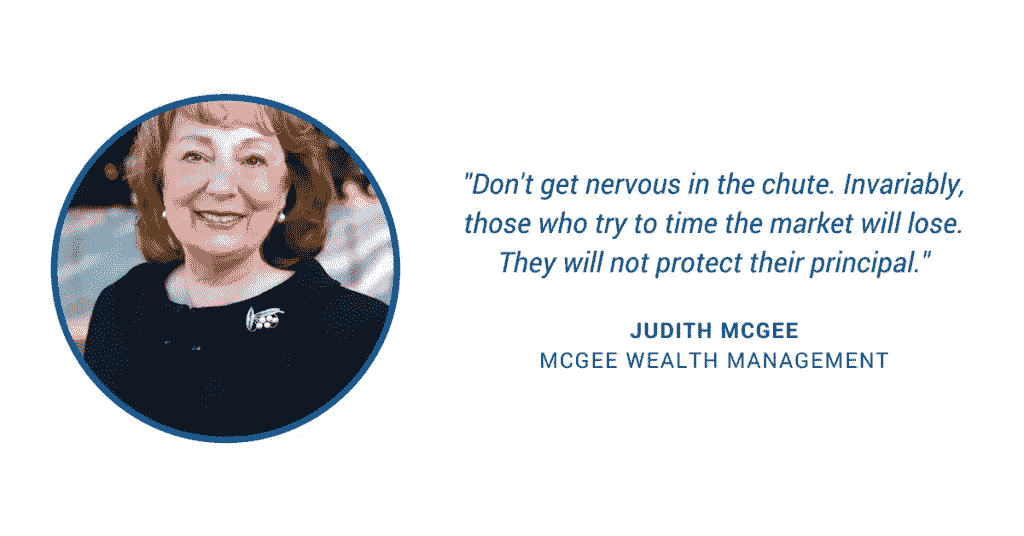 "Don't get nervous in the chute. Invariably,
those who try to time the market will lose.
They will not protect their principal."
JUDITH MCGEE
MCGEE WEALTH MANAGEMENT